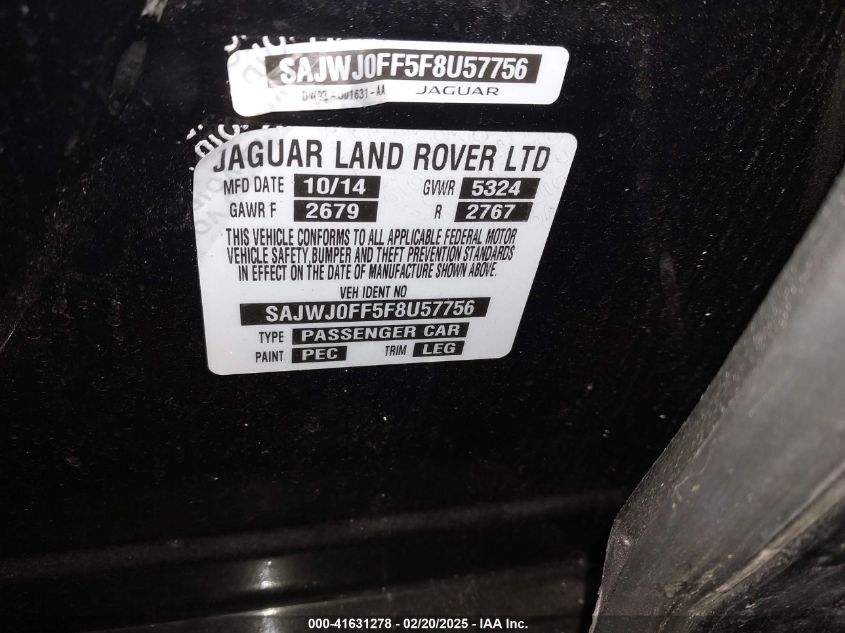 SAJWJ0FF5F8U57756
JAGUAR
JAGUAR LAND ROVER LTD
MFD DATE 10/14 GVWR 5324
GAWR F 2679 R 2767
THIS VEHICLE CONFORMS TO ALL APPLICABLE FEDERAL MOTOR
VEHICLE SAFETY,BUMPER AND THEFT PREVENTION STANDARDS
IN EFFECT ON THE DATE OF MANUFACTURE SHOWN ABOVE.
VEH IDENT NO
SAJWJ0FF5F8U57756
TYPE PASSENGER CAR
PAINT PEC TRIM LEG
000-41631278 - 02/20/2025 - IAA Inc.